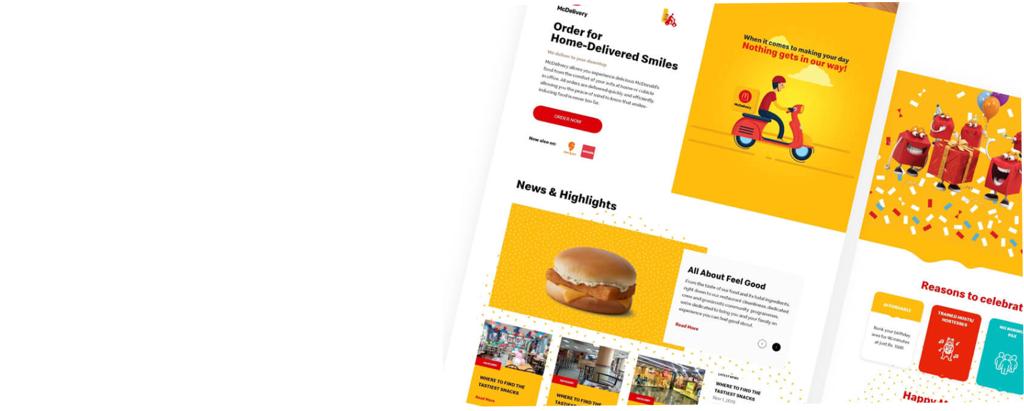 McDelivery
Order for
Home-Delivered Smiles
We deliver to your doorstep
McDelivery allows you experience delicious McDonald's
food from the comfort of your sofa at home or cubicle
in office. All orders are delivered quickly and efficiently,
allowing you the peace of mind to know that smiles-
inducing food is never too far.
ORDER NOW
Now also on:
When it comes to making your day
Nothing gets in our way!
McDelivery
News & Highlights
All About Feel Good
From the taste of our food and its total ingredients,
right down to our restaurant cleanliness, dedicated
crew and grassroots community programmes,
we're dedicated to bring you and your family an
experience you can feel good about.
Read More
WHERE TO FIND THE
TASTIEST SNACKS
Read More
WHERE TO FIND THE
TASTIEST SNACKS
WHERE TO FIND THE
LATEST NEWS
WHERE TO FIND THE
TASTIEST SNACKS
Nov 1, 2019
Reasons to celebrat
AFFORDABLE
Book your birthday
area for 90 minutes
at just Rs. 1000
TRAINED HOSTS/
HOSTESSES
Happy M